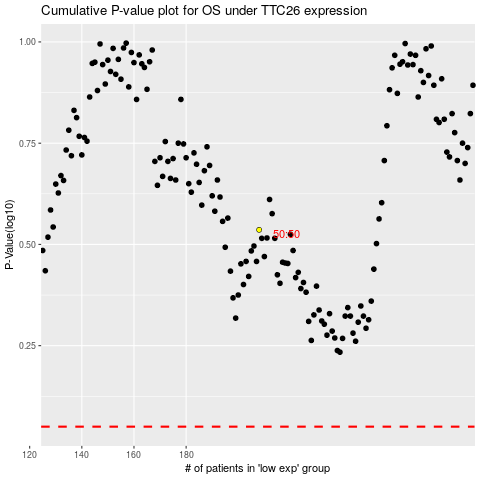 Cumulative P-value plot for OS under TTC26 expression
P-Value(log10)
1.00
0.75
0.50
0.25
50:50
120 140 160 180
# of patients in 'low exp' group